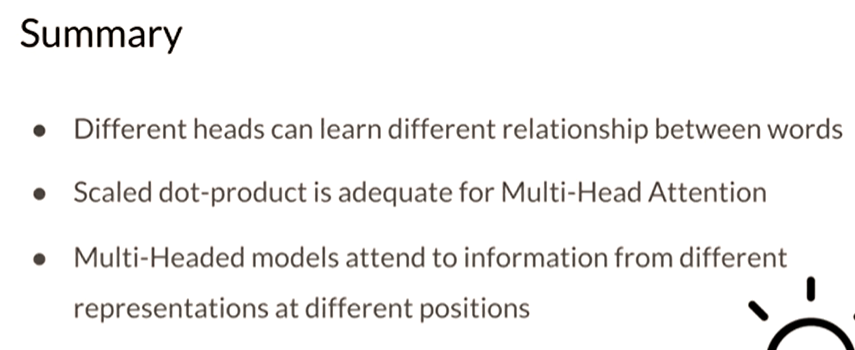 Summary
● Different heads can learn different relationship between words
● Scaled dot-product is adequate for Multi-Head Attention
● Multi-Headed models attend to information from different
representations at different positions